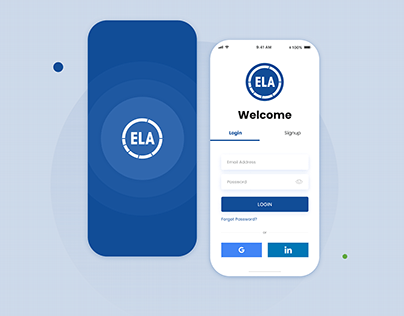 ELA
9:41 AM
100%
ELA
Welcome
Login Signup
Email Address
Password
LOGIN
Forgot Password?
or
G
in